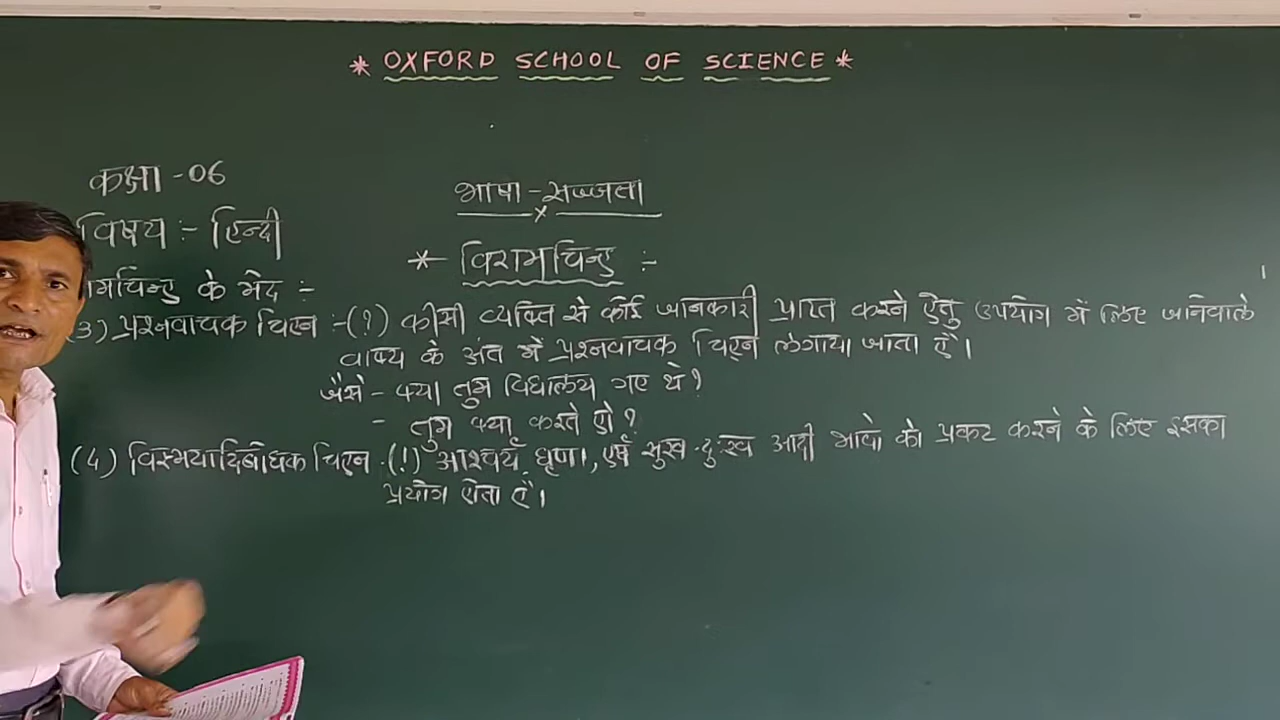 * OXFORD SCHOOL OF SCIENCE *
कक्षा - 06
भाषा - सज्जता
विषय :- हिन्दी
* विरामचिन्ह :-
रामचिन्ह के भेद :-
(3) प्रश्नवाचक चिह्न :- (?) कीसी व्यक्ति से कोई जानकारी प्राप्त करने हेतु उपयोग में लिए जानेवाले
वाक्य के अंत में प्रश्नवाचक चिह्न लगाया जाता है।
जैसे - क्या तुम विद्यालय गए थे?
- तुम क्या करते हो?
(4) विस्मयादिबोधक चिह्न - (!) आश्चर्य, घृणा, हर्ष सुख-दुःख आदी भावो को प्रकट करने के लिए इसका
प्रयोग होता है।